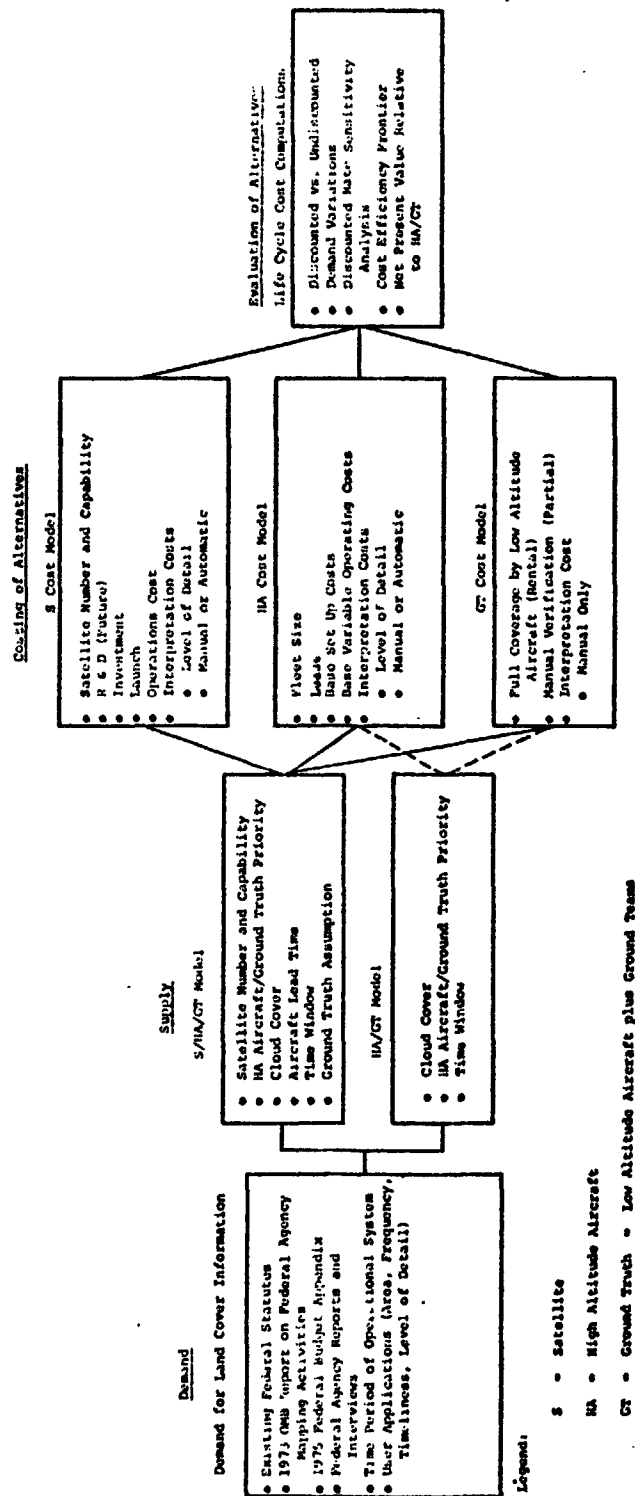 Demand
Demand for Land Cover Information
• Existing Federal Statutes
• 1973 OMB Report on Federal Agency
Mapping Activities
• 1975 Federal Budget Appendix
• Federal Agency Reports and
Interviews
• Time Period of Operational System
• User Applications (Area, Frequency,
Timeliness, Level of Detail)
Supply
S/HA/GT Model
• Satellite Number and Capability
• HA Aircraft/Ground Truth Priority
• Cloud Cover
• Aircraft Lead Time
• Time Window
• Ground Truth Assumption
HA/GT Model
• Cloud Cover
• HA Aircraft/Ground Truth Priority
• Time Window
Costing of Alternatives
S Cost Model
• Satellite Number and Capability
• R & D (Future)
• Investment
• Launch
• Operations Cost
• Interpretation Costs
• Level of Detail
• Manual or Automatic
HA Cost Model
• Fleet Size
• Leads
• Base Set Up Costs
• Base Variable Operating Costs
• Interpretation Costs
• Level of Detail
• Manual or Automatic
GT Cost Model
• Full Coverage by Low Altitude
Aircraft (Rental)
• Manual Verification (Partial)
• Interpretation Cost
• Manual Only
Evaluation of Alternatives
Life Cycle Cost Computations
• Discounted vs. Undiscounted
• Demand Variations
• Discounted Rate Sensitivity
Analysis
• Cost Efficiency Frontier
• Net Present Value Relative
to HA/GT
Legend:
S = Satellite
HA = High Altitude Aircraft
GT = Ground Truth = Low Altitude Aircraft plus Ground Teams